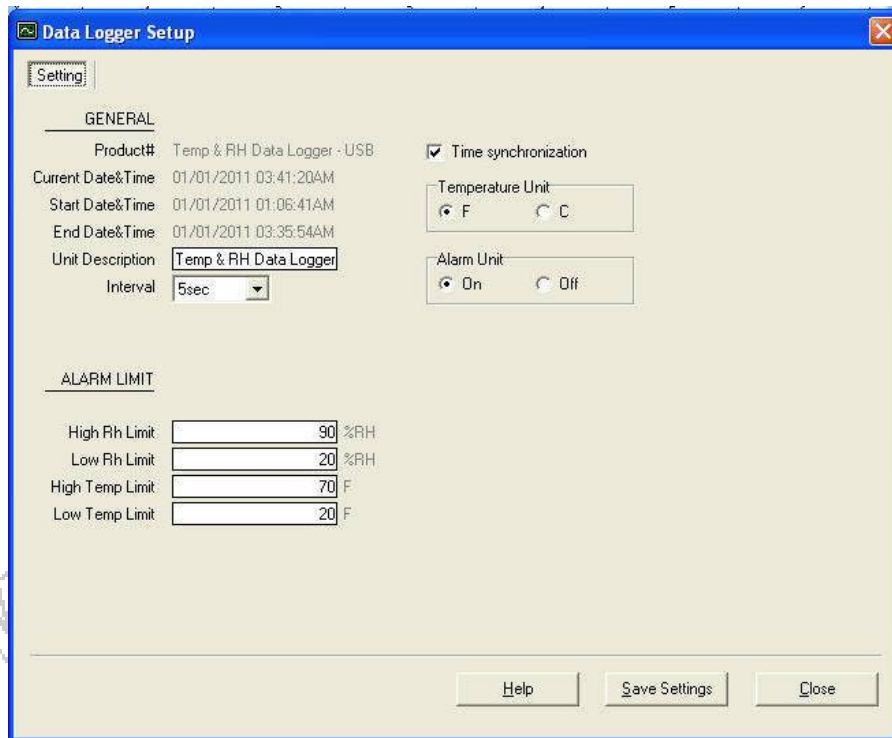 Data Logger Setup
Setting
GENERAL
Product# Temp & RH Data Logger - USB
Current Date&Time 01/01/2011 03:41:20AM
Start Date&Time 01/01/2011 01:06:41AM
End Date&Time 01/01/2011 03:35:54AM
Unit Description Temp & RH Data Logger
Interval 5sec
Time synchronization
Temperature Unit
F C
Alarm Unit
On Off
ALARM LIMIT
High Rh Limit 90 %RH
Low Rh Limit 20 %RH
High Temp Limit 70 F
Low Temp Limit 20 F
Help Save Settings Close